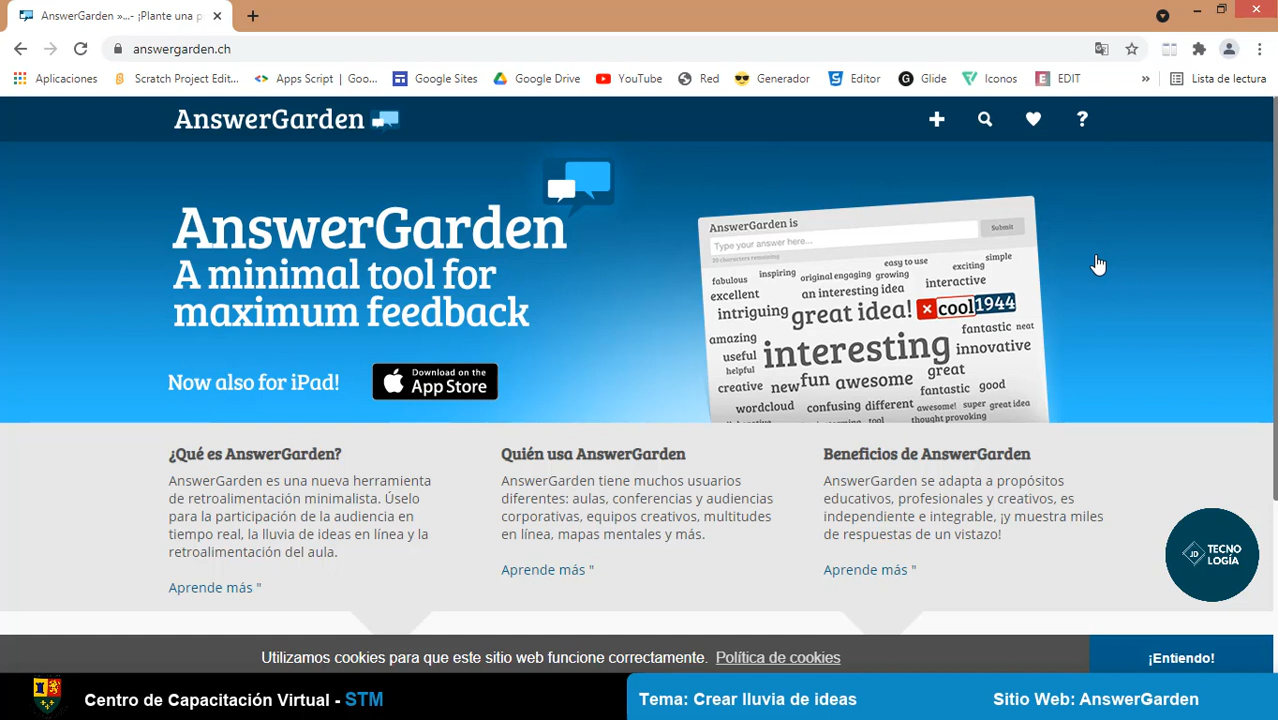 AnswerGarden »...- ¡Plante una p
answergarden.ch
Aplicaciones
Scratch Project Edit...
Apps Script | Goo...
Google Sites
Google Drive
YouTube
Red
Generador
Editor
Glide
Iconos
EDIT
»
Lista de lectura
AnswerGarden
AnswerGarden
A minimal tool for
maximum feedback
Now also for iPad!
Download on the
App Store
AnswerGarden is
Type your answer here...
Submit
20 characters remaining
fabulous inspiring original engaging easy to use growing exciting simple
excellent an interesting idea interactive
intriguing great idea! × cool 1944
amazing fantastic neat
useful interesting innovative
helpful great
creative new fun awesome fantastic good
wordcloud confusing different awesome! super great idea
thought provoking
¿Qué es AnswerGarden?
AnswerGarden es una nueva herramienta
de retroalimentación minimalista. Úselo
para la participación de la audiencia en
tiempo real, la lluvia de ideas en línea y la
retroalimentación del aula.
Aprende más "
Quién usa AnswerGarden
AnswerGarden tiene muchos usuarios
diferentes: aulas, conferencias y audiencias
corporativas, equipos creativos, multitudes
en línea, mapas mentales y más.
Aprende más "
Beneficios de AnswerGarden
AnswerGarden se adapta a propósitos
educativos, profesionales y creativos, es
independiente e integrable, ¡y muestra miles
de respuestas de un vistazo!
Aprende más "
JD TECNO
LOGÍA
Utilizamos cookies para que este sitio web funcione correctamente. Política de cookies
¡Entiendo!
Centro de Capacitación Virtual - STM
Tema: Crear lluvia de ideas
Sitio Web: AnswerGarden